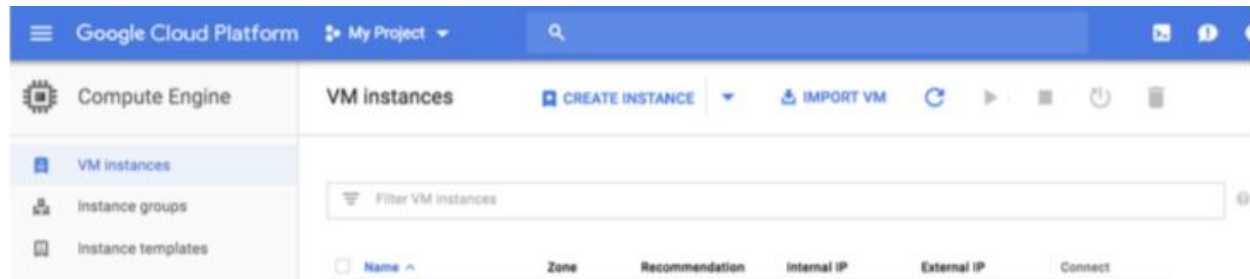 Google Cloud Platform My Project
Compute Engine VM instances CREATE INSTANCE IMPORT VM
VM instances
Filter VM instances
Instance groups
Instance templates
Name Zone Recommendation Internal IP External IP Connect